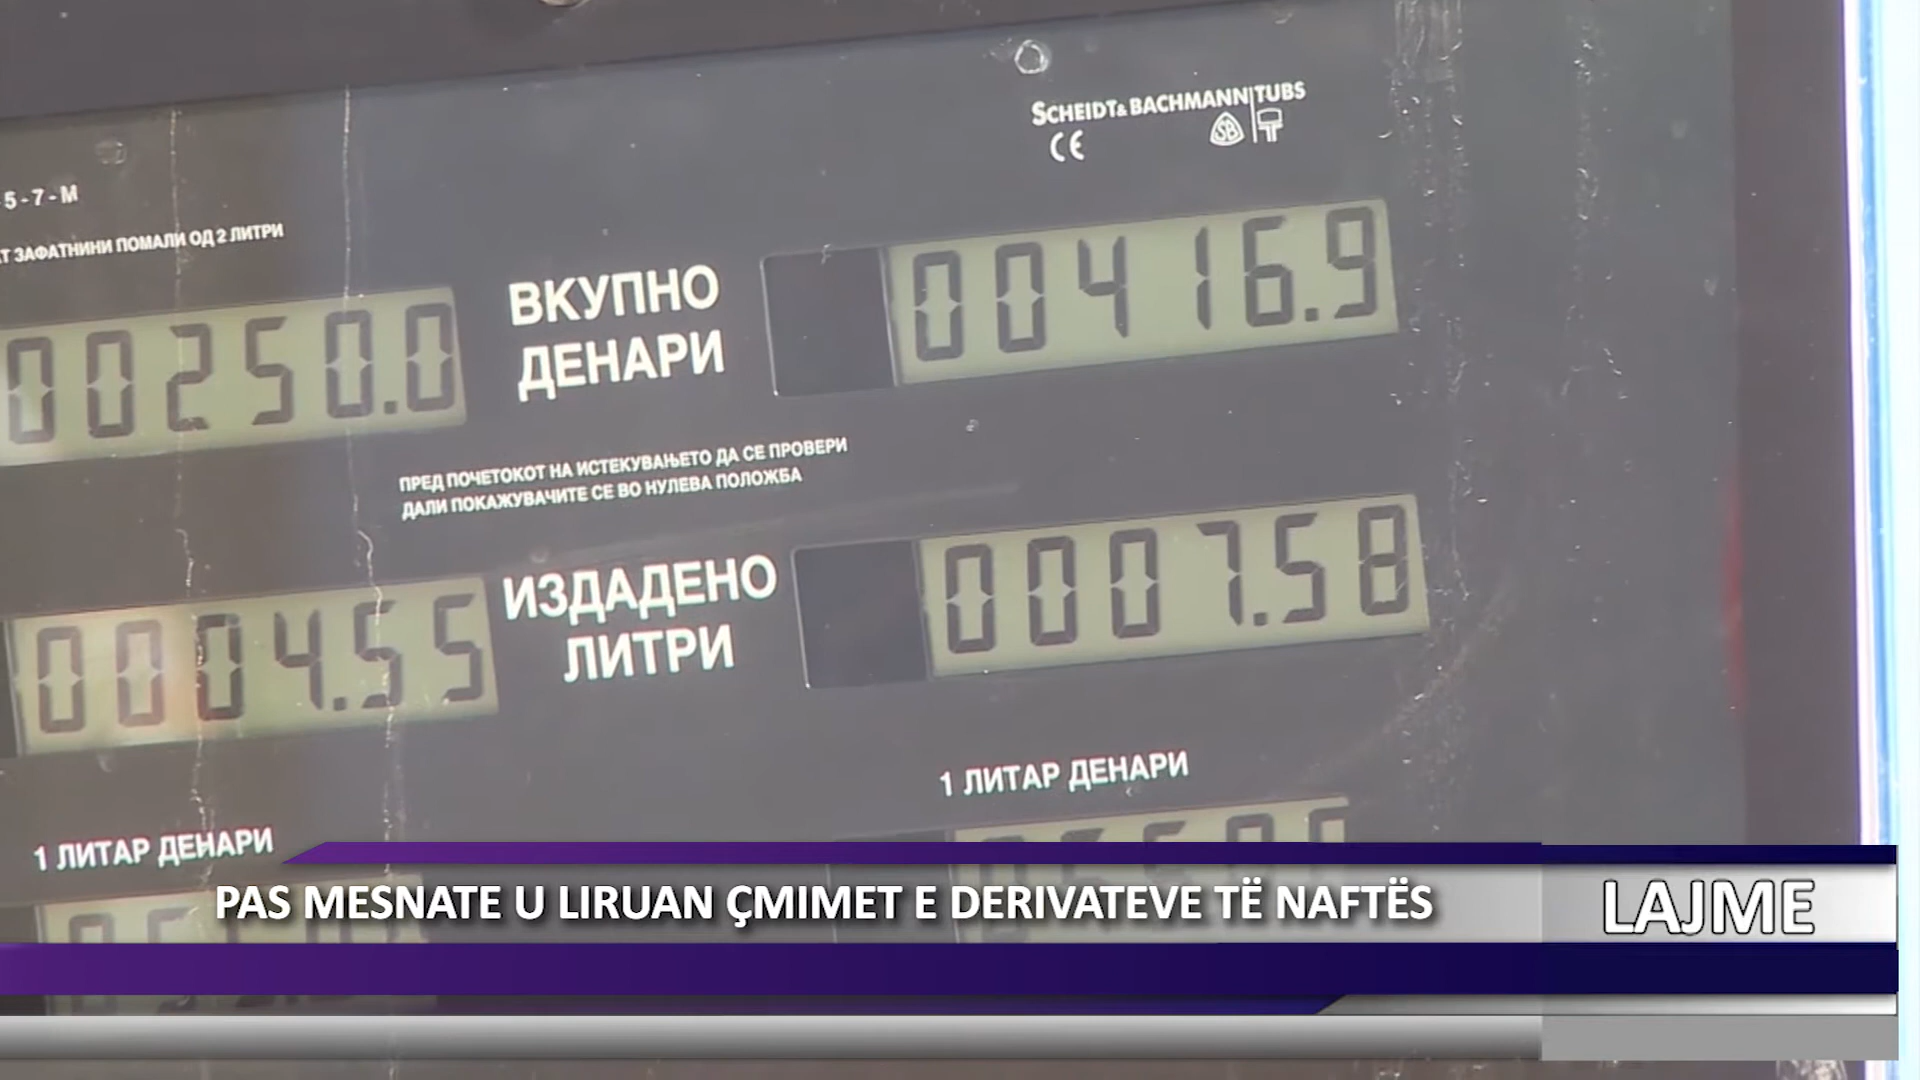 SCHEIDT&BACHMANN TUBS
CE
SB T
5-7-М
ЗАФАТНИНИ ПОМАЛИ ОД 2 ЛИТРИ
00250.0
ВКУПНО
ДЕНАРИ
00416.9
ПРЕД ПОЧЕТОКОТ НА ИСТЕКУВАЊЕТО ДА СЕ ПРОВЕРИ
ДАЛИ ПОКАЖУВАЧИТЕ СЕ ВО НУЛЕВА ПОЛОЖБА
0004.55
ИЗДАДЕНО
ЛИТРИ
0007.58
1 ЛИТАР ДЕНАРИ
1 ЛИТАР ДЕНАРИ
PAS MESNATE U LIRUAN ÇMIMET E DERIVATEVE TË NAFTËS
LAJME